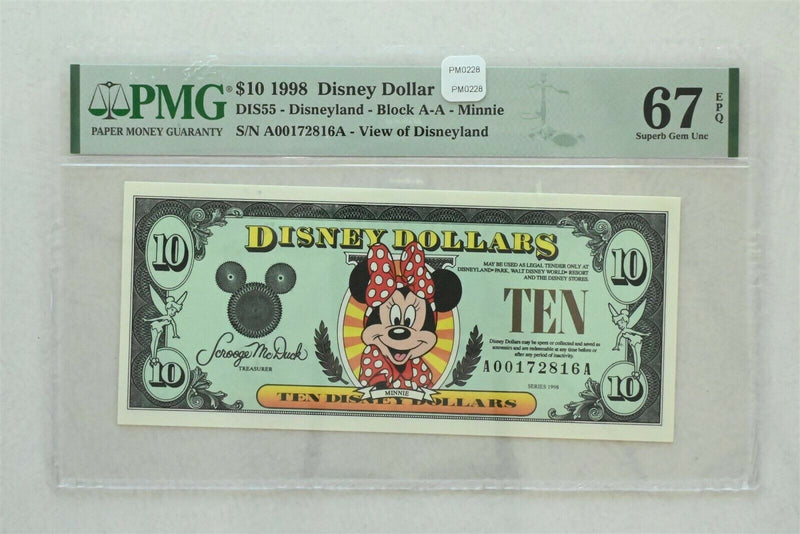 PMG®
PAPER MONEY GUARANTY
$10 1998 Disney Dollar
DIS55 - Disneyland - Block A-A - Minnie
S/N A00172816A - View of Disneyland
PM0228
PM0228
67
EPQ
Superb Gem Unc
10
DISNEY DOLLARS
10
MAY BE USED AS LEGAL TENDER ONLY AT
DISNEYLAND® PARK, WALT DISNEY WORLD® RESORT
AND THE DISNEY STORES.
TEN
Scrooge McDuck
TREASURER
Disney Dollars may be spent or collected and saved as
souvenirs and are redeemable at any time before or
after any period of inactivity.
A00172816A
SERIES 1998
10
MINNIE
TEN DISNEY DOLLARS
10